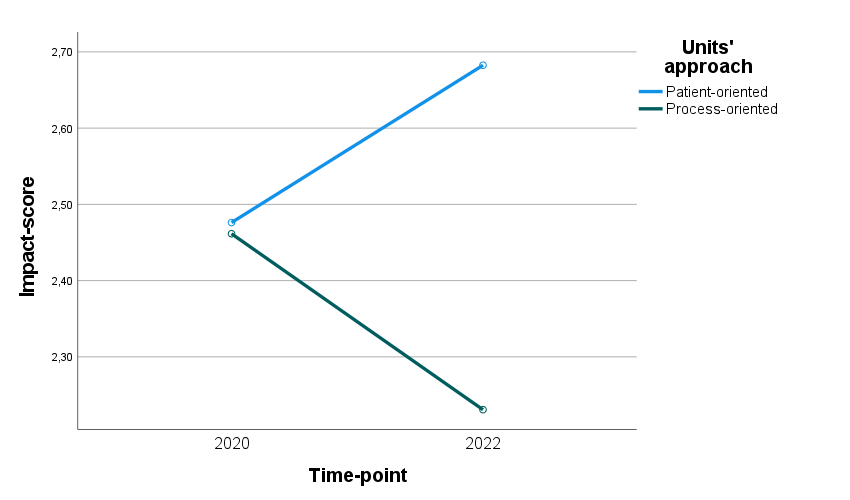 Units'
approach
Patient-oriented
Process-oriented
Impact-score
2,70
2,60
2,50
2,40
2,30
2020 2022
Time-point